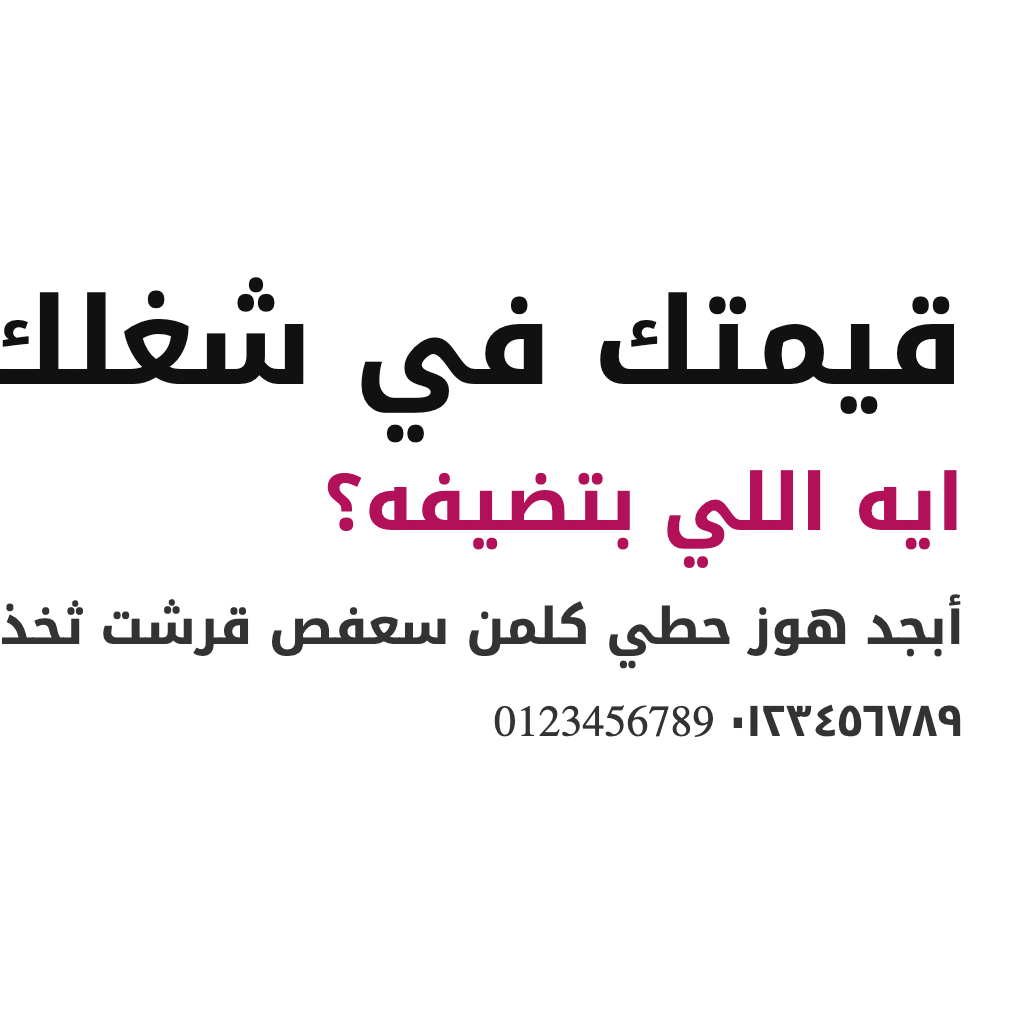 قيمتك في شغلك
ايه اللي بتضيفه؟
أبجد هوز حطي كلمن سعفص قرشت ثخذ
٠١٢٣٤٥٦٧٨٩ 0123456789